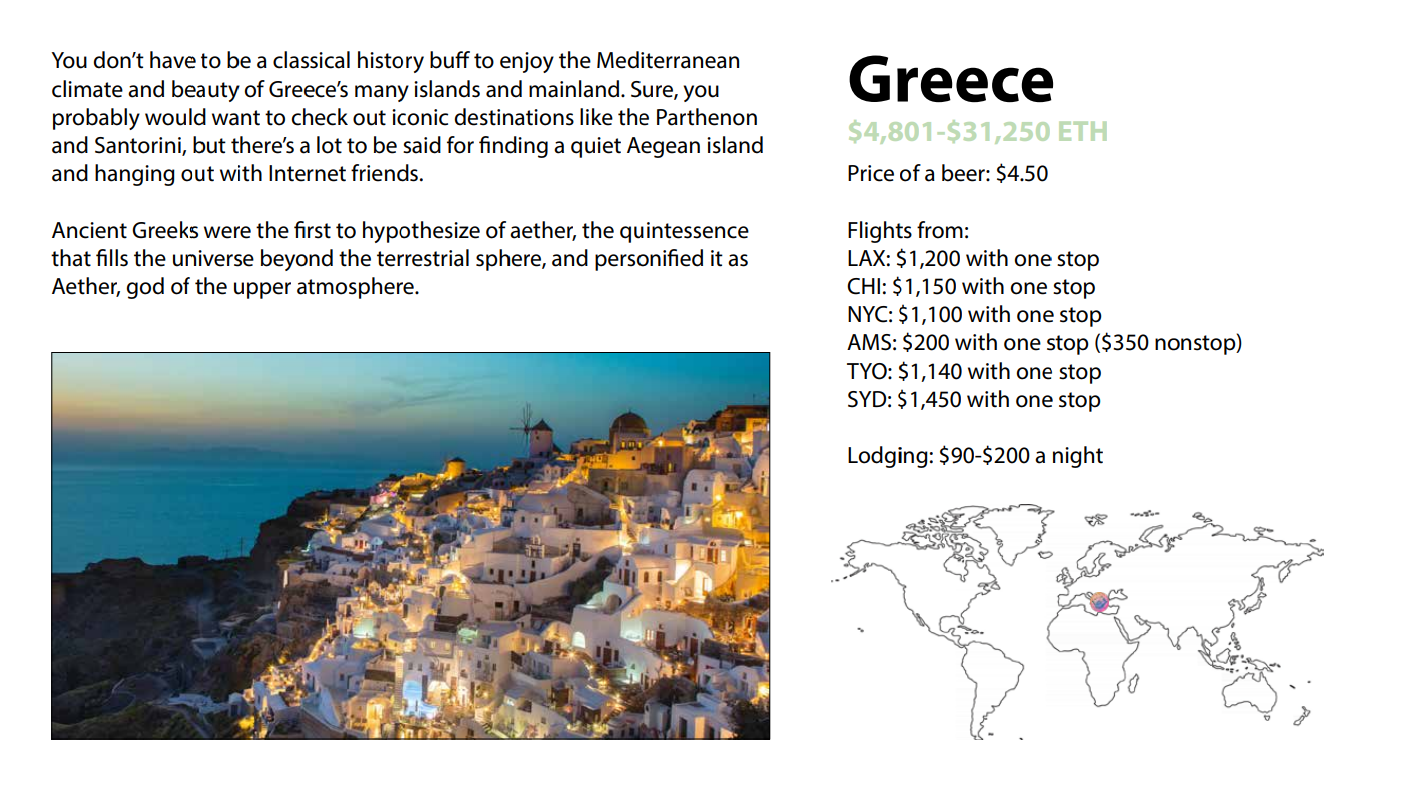 You don’t have to be a classical history buff to enjoy the Mediterranean
climate and beauty of Greece’s many islands and mainland. Sure, you
probably would want to check out iconic destinations like the Parthenon
and Santorini, but there’s a lot to be said for finding a quiet Aegean island
and hanging out with Internet friends.
Ancient Greeks were the first to hypothesize of aether, the quintessence
that fills the universe beyond the terrestrial sphere, and personified it as
Aether, god of the upper atmosphere.
Greece
$4,801-$31,250 ETH
Price of a beer: $4.50
Flights from:
LAX: $1,200 with one stop
CHI: $1,150 with one stop
NYC: $1,100 with one stop
AMS: $200 with one stop ($350 nonstop)
TYO: $1,140 with one stop
SYD: $1,450 with one stop
Lodging: $90-$200 a night